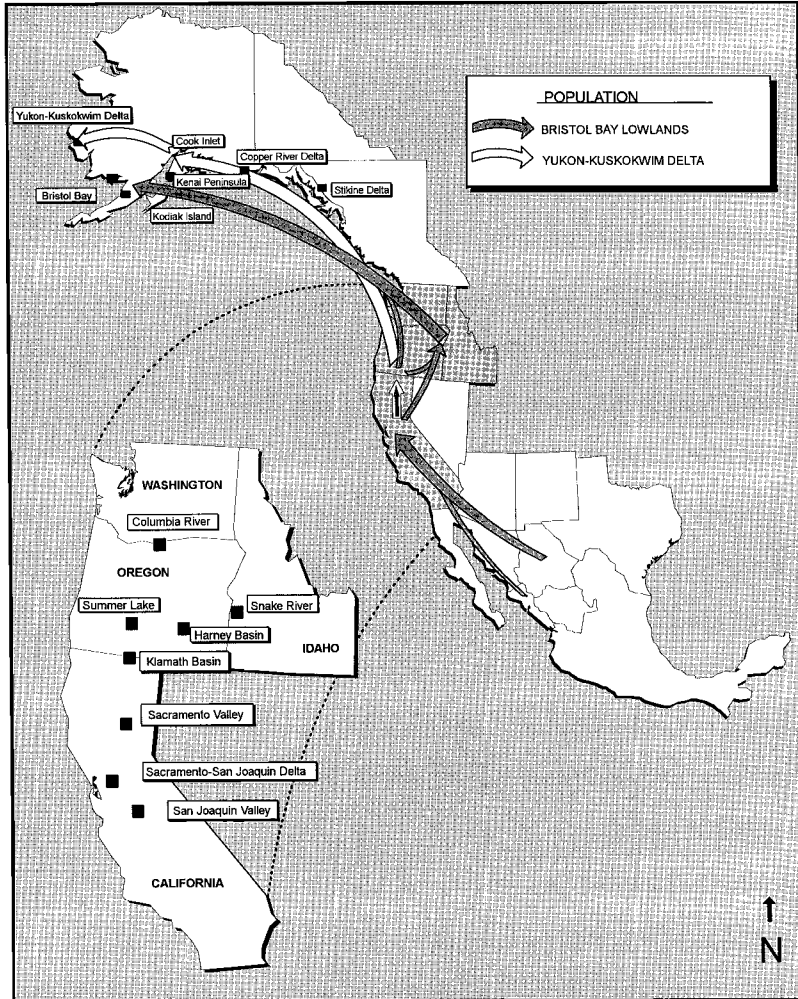 POPULATION
BRISTOL BAY LOWLANDS
YUKON-KUSKOKWIM DELTA
Yukon-Kuskokwim Delta
Cook Inlet
Copper River Delta
Kenai Peninsula
Stikine Delta
Bristol Bay
Kodiak Island
WASHINGTON
Columbia River
OREGON
Summer Lake
Snake River
Harney Basin
IDAHO
Klamath Basin
Sacramento Valley
Sacramento-San Joaquin Delta
San Joaquin Valley
CALIFORNIA
N